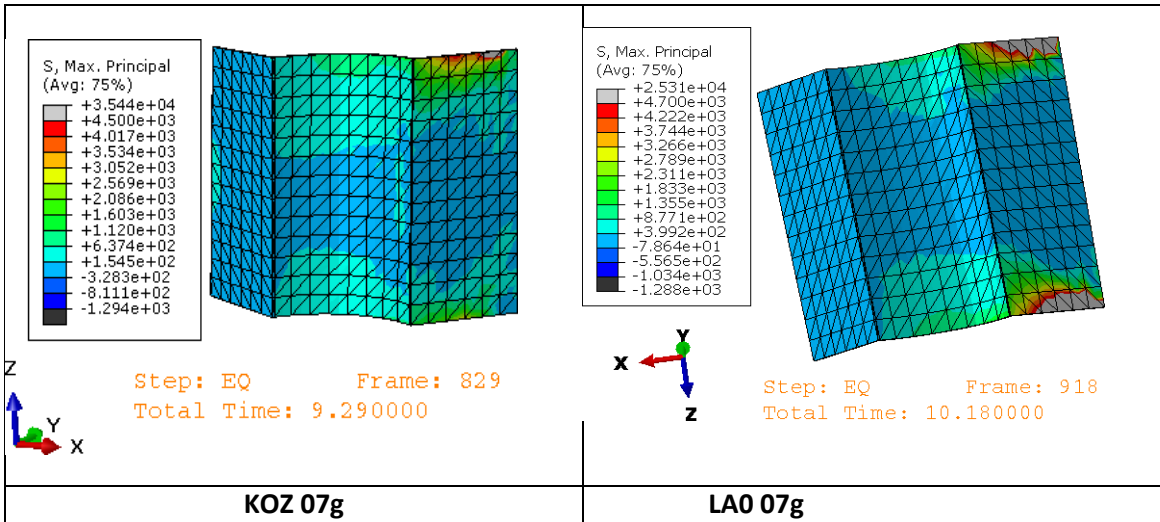 S, Max. Principal
(Avg: 75%)
+3.544e+04
+4.500e+03
+4.017e+03
+3.534e+03
+3.052e+03
+2.569e+03
+2.086e+03
+1.603e+03
+1.120e+03
+6.374e+02
+1.545e+02
-3.283e+02
-8.111e+02
-1.294e+03
Z
Y
X
Step: EQ Frame: 829
Total Time: 9.290000
KOZ 07g
S, Max. Principal
(Avg: 75%)
+2.531e+04
+4.700e+03
+4.222e+03
+3.744e+03
+3.266e+03
+2.789e+03
+2.311e+03
+1.833e+03
+1.355e+03
+8.771e+02
+3.992e+02
-7.864e+01
-5.565e+02
-1.034e+03
-1.288e+03
Y
X
Z
Step: EQ Frame: 918
Total Time: 10.180000
LA0 07g